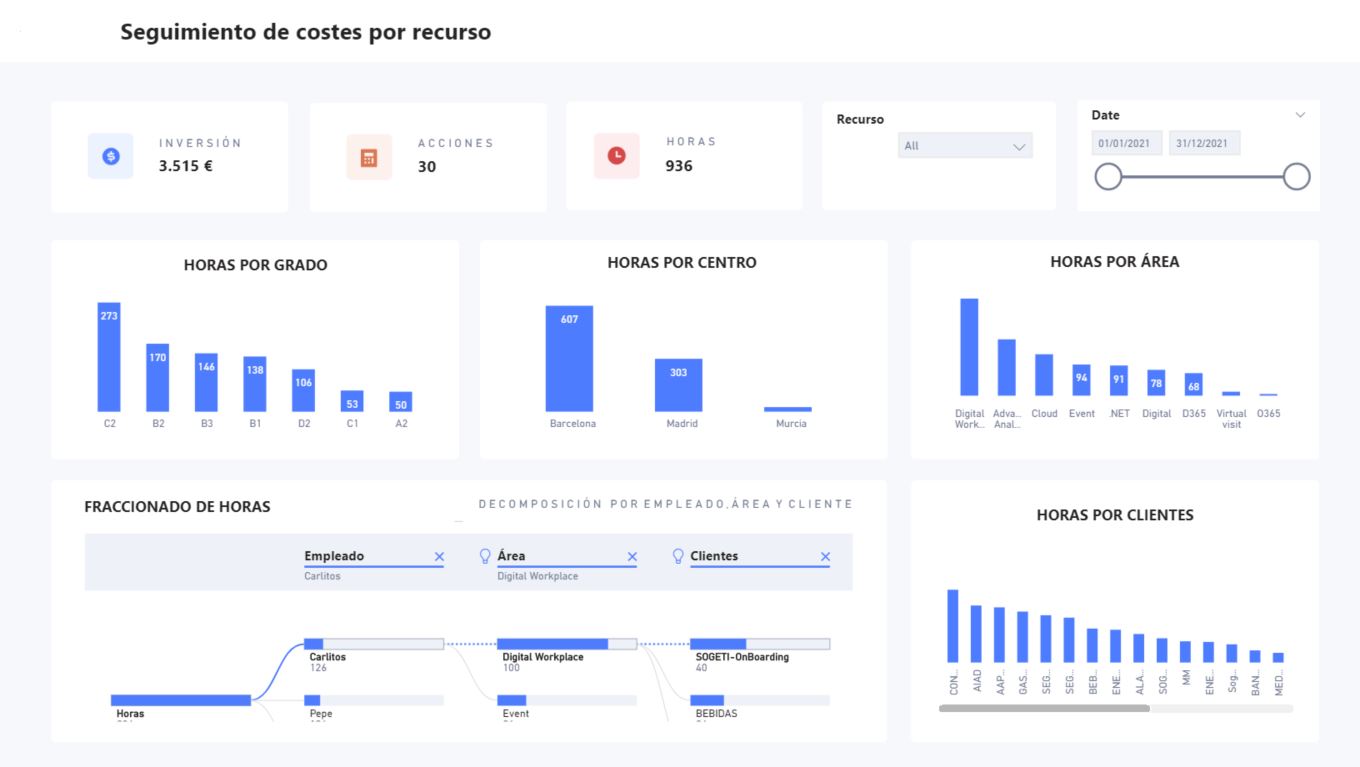 Seguimiento de costes por recurso
INVERSIÓN
3.515 €
ACCIONES
30
HORAS
936
Recurso
All
Date
01/01/2021
31/12/2021
HORAS POR GRADO
273
170
146
138
106
53
50
C2
B2
B3
B1
D2
C1
A2
HORAS POR CENTRO
607
303
Barcelona
Madrid
Murcia
HORAS POR ÁREA
94
91
78
68
Digital Work...
Adva... Anal...
Cloud
Event
.NET
Digital
D365
Virtual visit
O365
FRACCIONADO DE HORAS
DECOMPOSICIÓN POR EMPLEADO,ÁREA Y CLIENTE
Empleado
Carlitos
Área
Digital Workplace
Clientes
Carlitos
126
Digital Workplace
100
SOGETI-OnBoarding
40
Horas
Pepe
Event
BEBIDAS
HORAS POR CLIENTES
CON...
AIAD
AAP...
GAS...
SEG...
SEG...
BEB...
ENE...
ALA...
SOG...
MM
ENE...
Sog...
BAN...
MED...